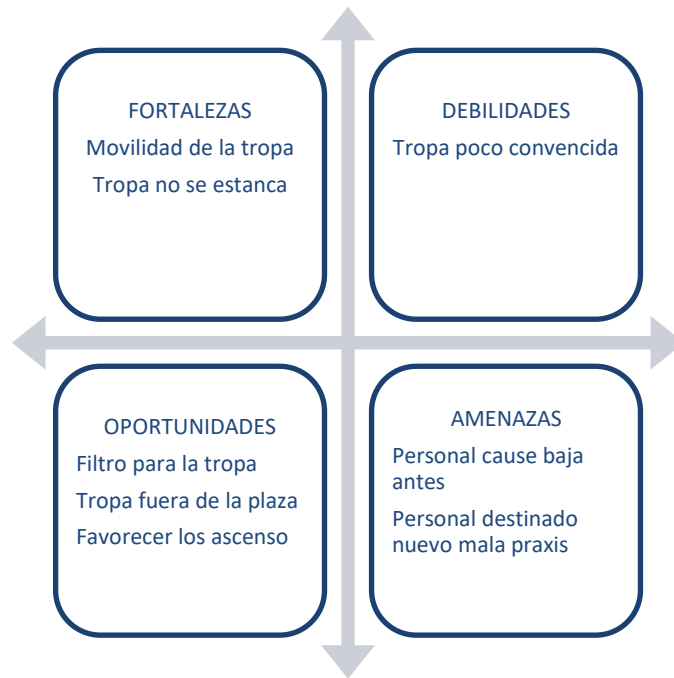 FORTALEZAS
Movilidad de la tropa
Tropa no se estanca
DEBILIDADES
Tropa poco convencida
OPORTUNIDADES
Filtro para la tropa
Tropa fuera de la plaza
Favorecer los ascenso
AMENAZAS
Personal cause baja
antes
Personal destinado
nuevo mala praxis